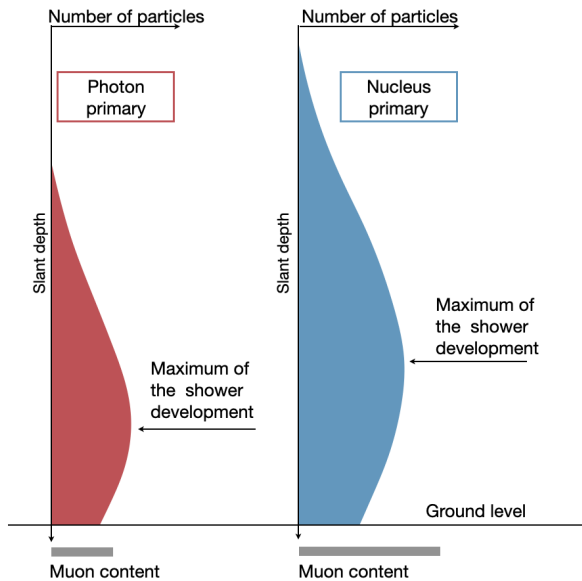 Number of particles
Photon
primary
Slant depth
Maximum of
the shower
development
Muon content
Number of particles
Nucleus
primary
Slant depth
Maximum of
the shower
development
Ground level
Muon content